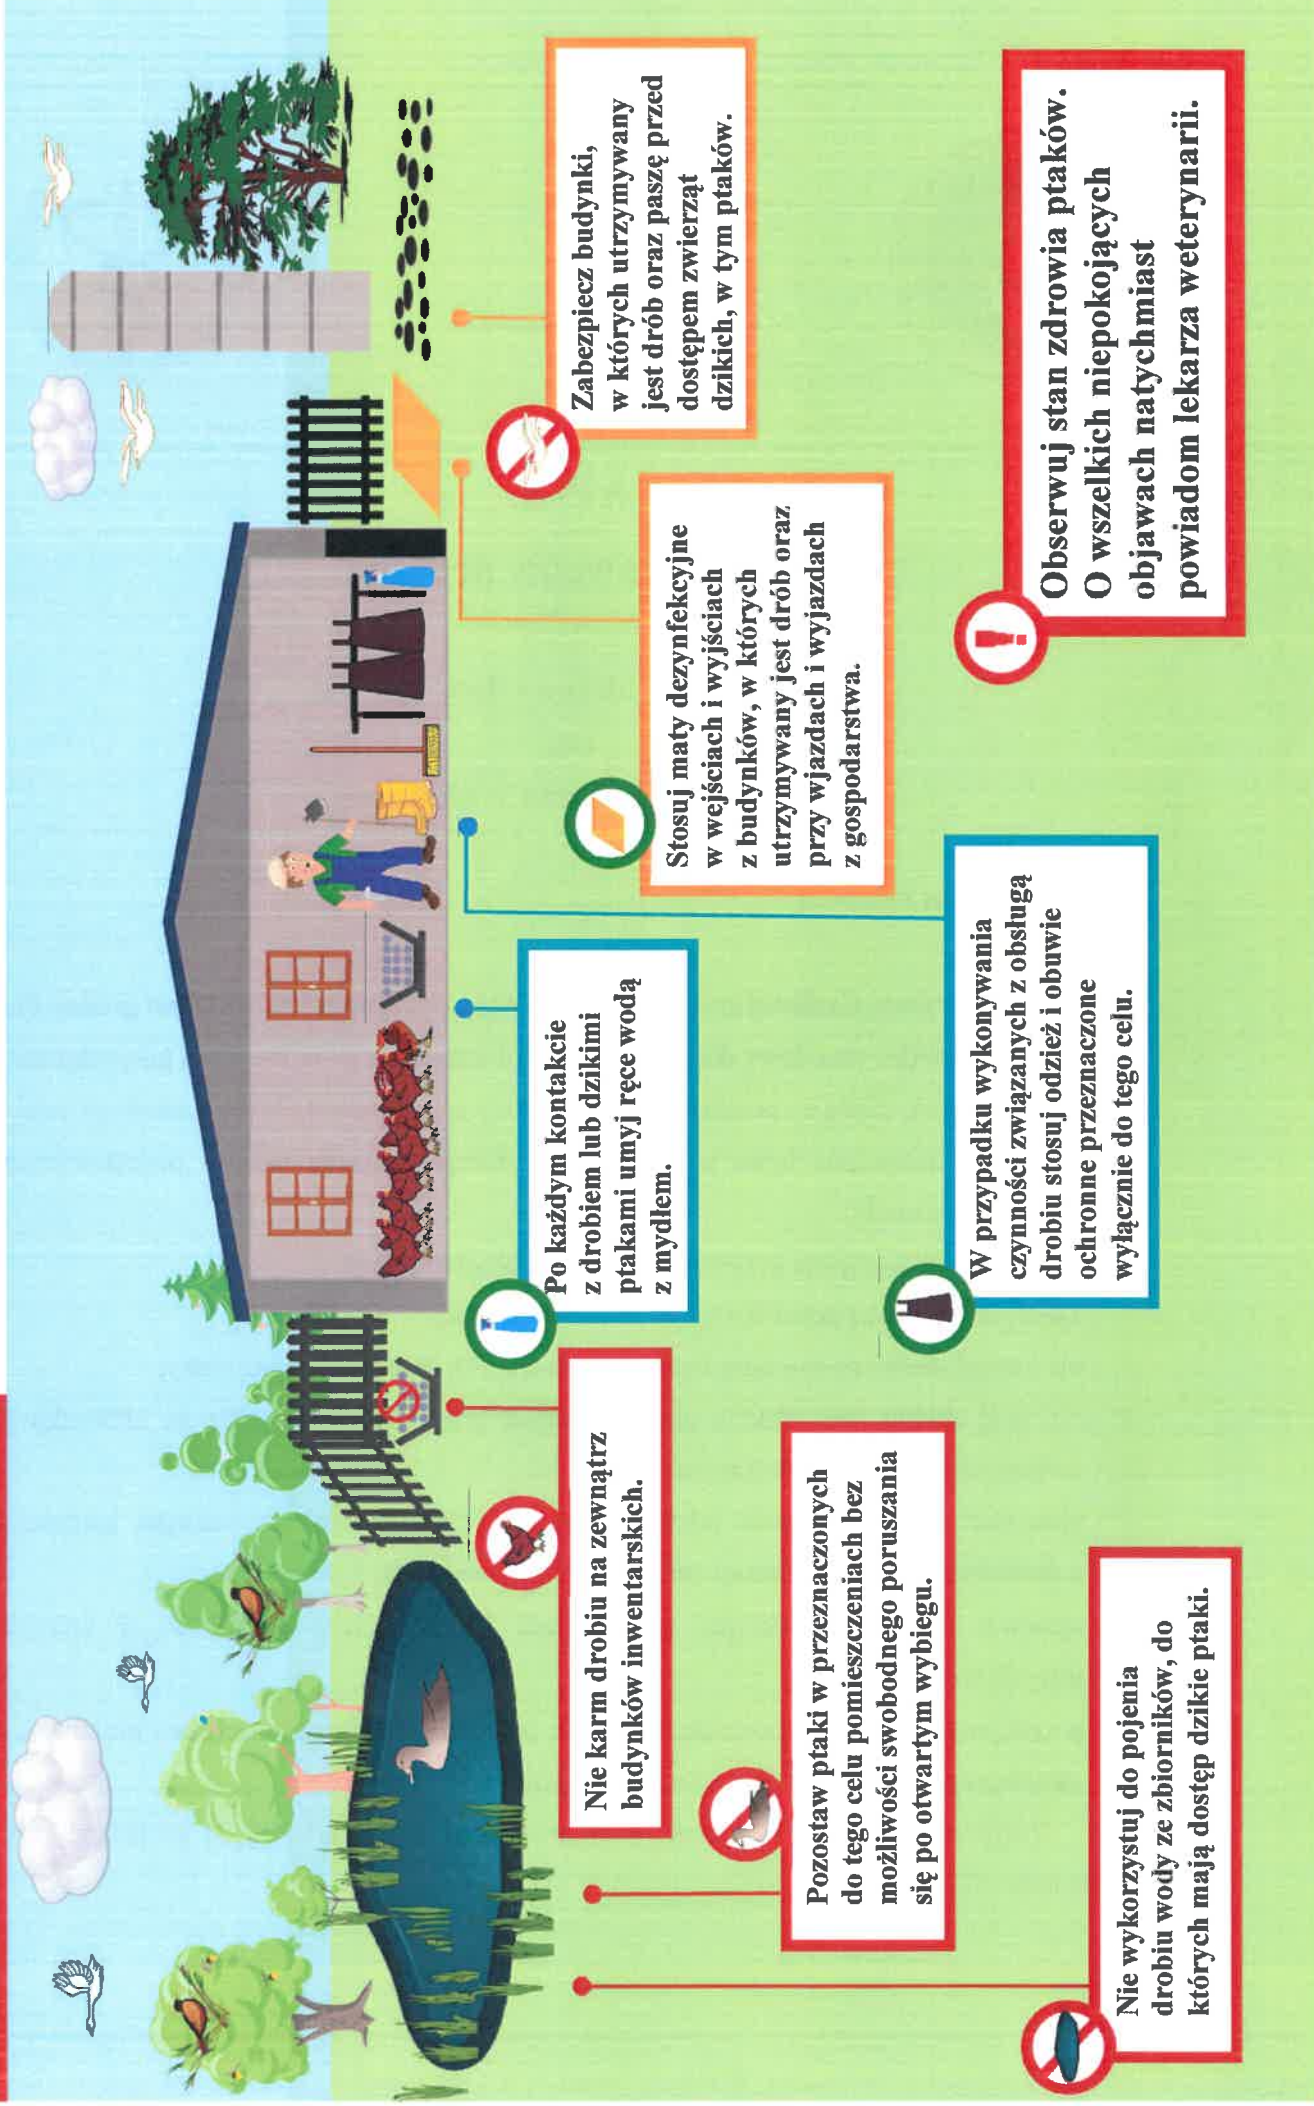 Nie karm drobiu na zewnątrz
budynków inwentarskich.
Pozostaw ptaki w przeznaczonych
do tego celu pomieszczeniach bez
możliwości swobodnego poruszania
się po otwartym wybiegu.
Nie wykorzystuj do pojenia
drobiu wody ze zbiorników, do
których mają dostęp dzikie ptaki.
Po każdym kontakcie
z drobiem lub dzikimi
ptakami umyj ręce wodą
z mydłem.
W przypadku wykonywania
czynności związanych z obsługą
drobiu stosuj odzież i obuwie
ochronne przeznaczone
wyłącznie do tego celu.
Stosuj maty dezynfekcyjne
w wejściach i wyjściach
z budynków, w których
utrzymywany jest drób oraz
przy wjazdach i wyjazdach
z gospodarstwa.
Zabezpiecz budynki,
w których utrzymywany
jest drób oraz paszę przed
dostępem zwierząt
dzikich, w tym ptaków.
Obserwuj stan zdrowia ptaków.
O wszelkich niepokojących
objawach natychmiast
powiadom lekarza weterynarii.